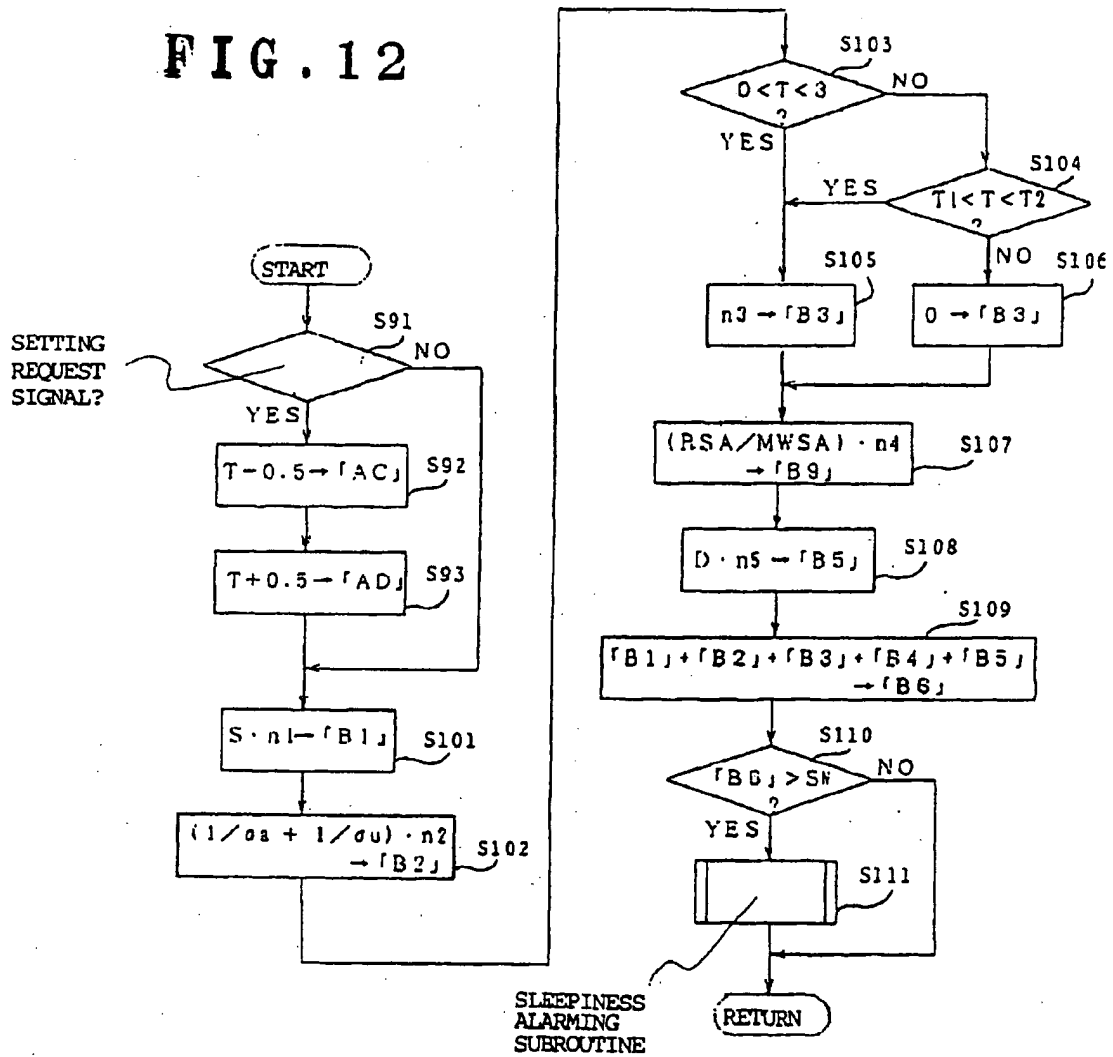 FIG.12
START
S91
SETTING
REQUEST
SIGNAL?
NO
YES
T-0.5→「AC」
S92
T+0.5→「AD」
S93
S・n1→「B1」
S101
(1/σa + 1/σu)・n2
→「B2」
S102
S103
0<T<3
?
NO
YES
S104
T1<T<T2
?
YES
NO
S105
n3→「B3」
S106
0→「B3」
(RSA/MWSA)・n4
→「B9」
S107
D・n5→「B5」
S108
S109
「B1」+「B2」+「B3」+「B4」+「B5」
→「B6」
S110
「B6」>SW
?
NO
YES
S111
SLEEPINESS
ALARMING
SUBROUTINE
RETURN